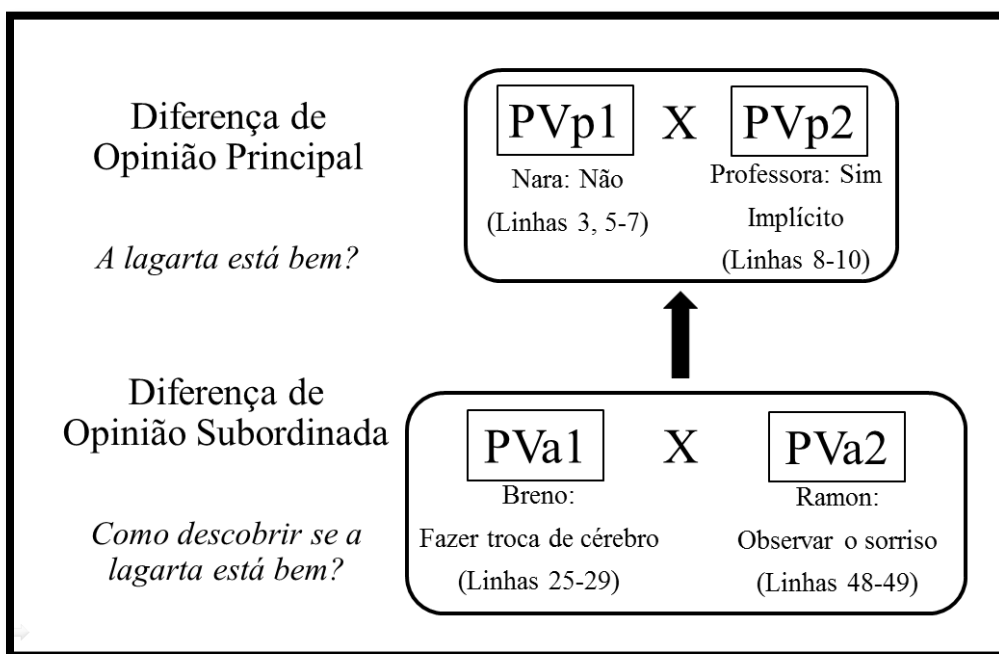 Diferença de
Opinião Principal
A lagarta está bem?
PVp1 X PVp2
Nara: Não
(Linhas 3, 5-7)
Professora: Sim
Implícito
(Linhas 8-10)
Diferença de
Opinião Subordinada
Como descobrir se a
lagarta está bem?
PVa1 X PVa2
Breno:
Fazer troca de cérebro
(Linhas 25-29)
Ramon:
Observar o sorriso
(Linhas 48-49)